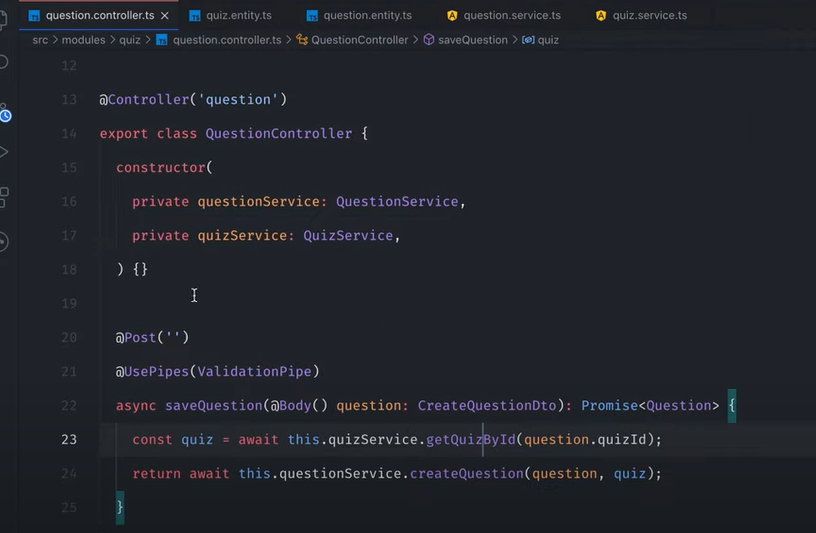 question.controller.ts × quiz.entity.ts question.entity.ts question.service.ts quiz.service.ts
src > modules > quiz > question.controller.ts > QuestionController > saveQuestion > quiz
12
13 @Controller('question')
14 export class QuestionController {
15 constructor(
16 private questionService: QuestionService,
17 private quizService: QuizService,
18 ) {}
19
20 @Post('')
21 @UsePipes(ValidationPipe)
22 async saveQuestion(@Body() question: CreateQuestionDto): Promise<Question> {
23 const quiz = await this.quizService.getQuizById(question.quizId);
24 return await this.questionService.createQuestion(question, quiz);
25 }